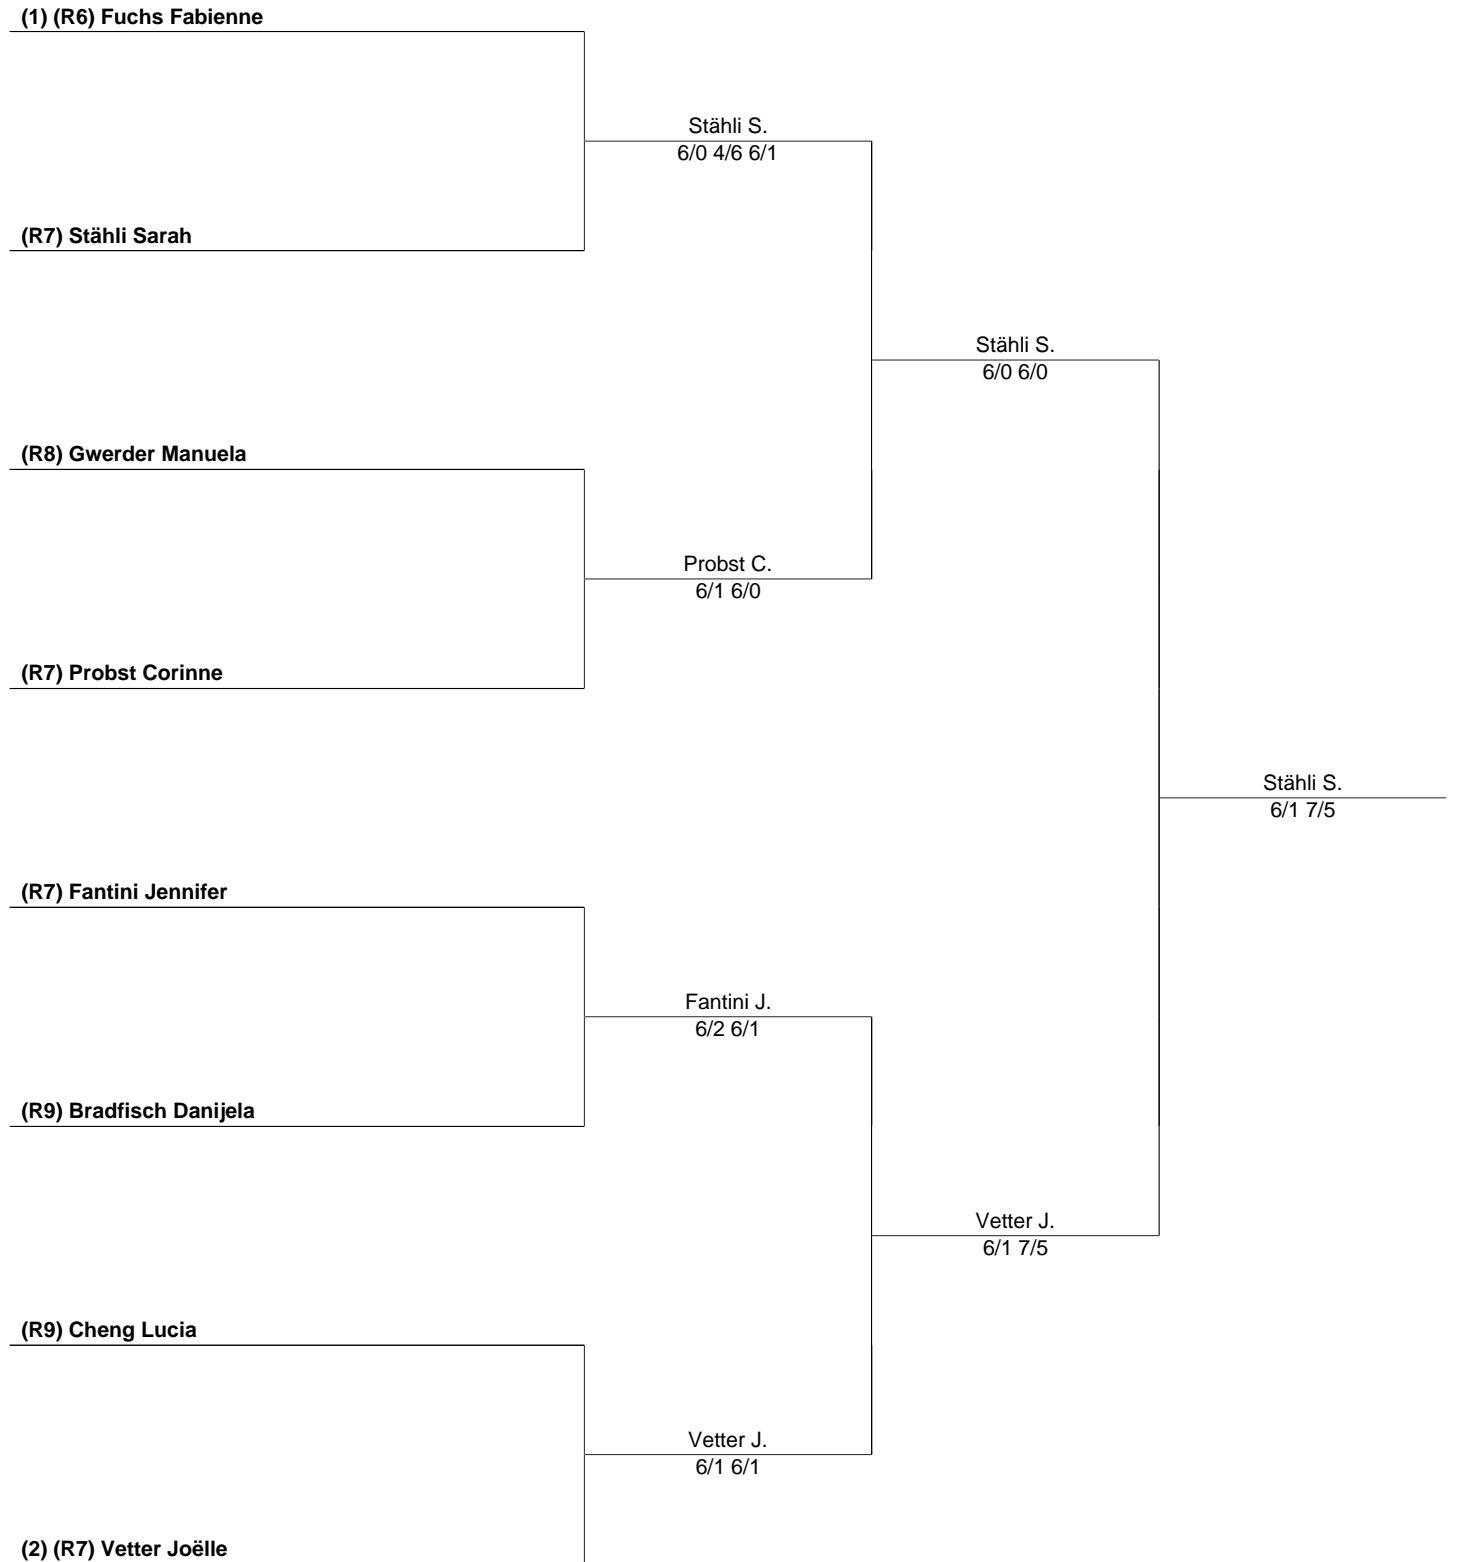 (1) (R6) Fuchs Fabienne
Stähli S.
6/0 4/6 6/1
(R7) Stähli Sarah
Stähli S.
6/0 6/0
(R8) Gwerder Manuela
Probst C.
6/1 6/0
(R7) Probst Corinne
Stähli S.
6/1 7/5
(R7) Fantini Jennifer
Fantini J.
6/2 6/1
(R9) Bradfisch Danijela
Vetter J.
6/1 7/5
(R9) Cheng Lucia
Vetter J.
6/1 6/1
(2) (R7) Vetter Joëlle